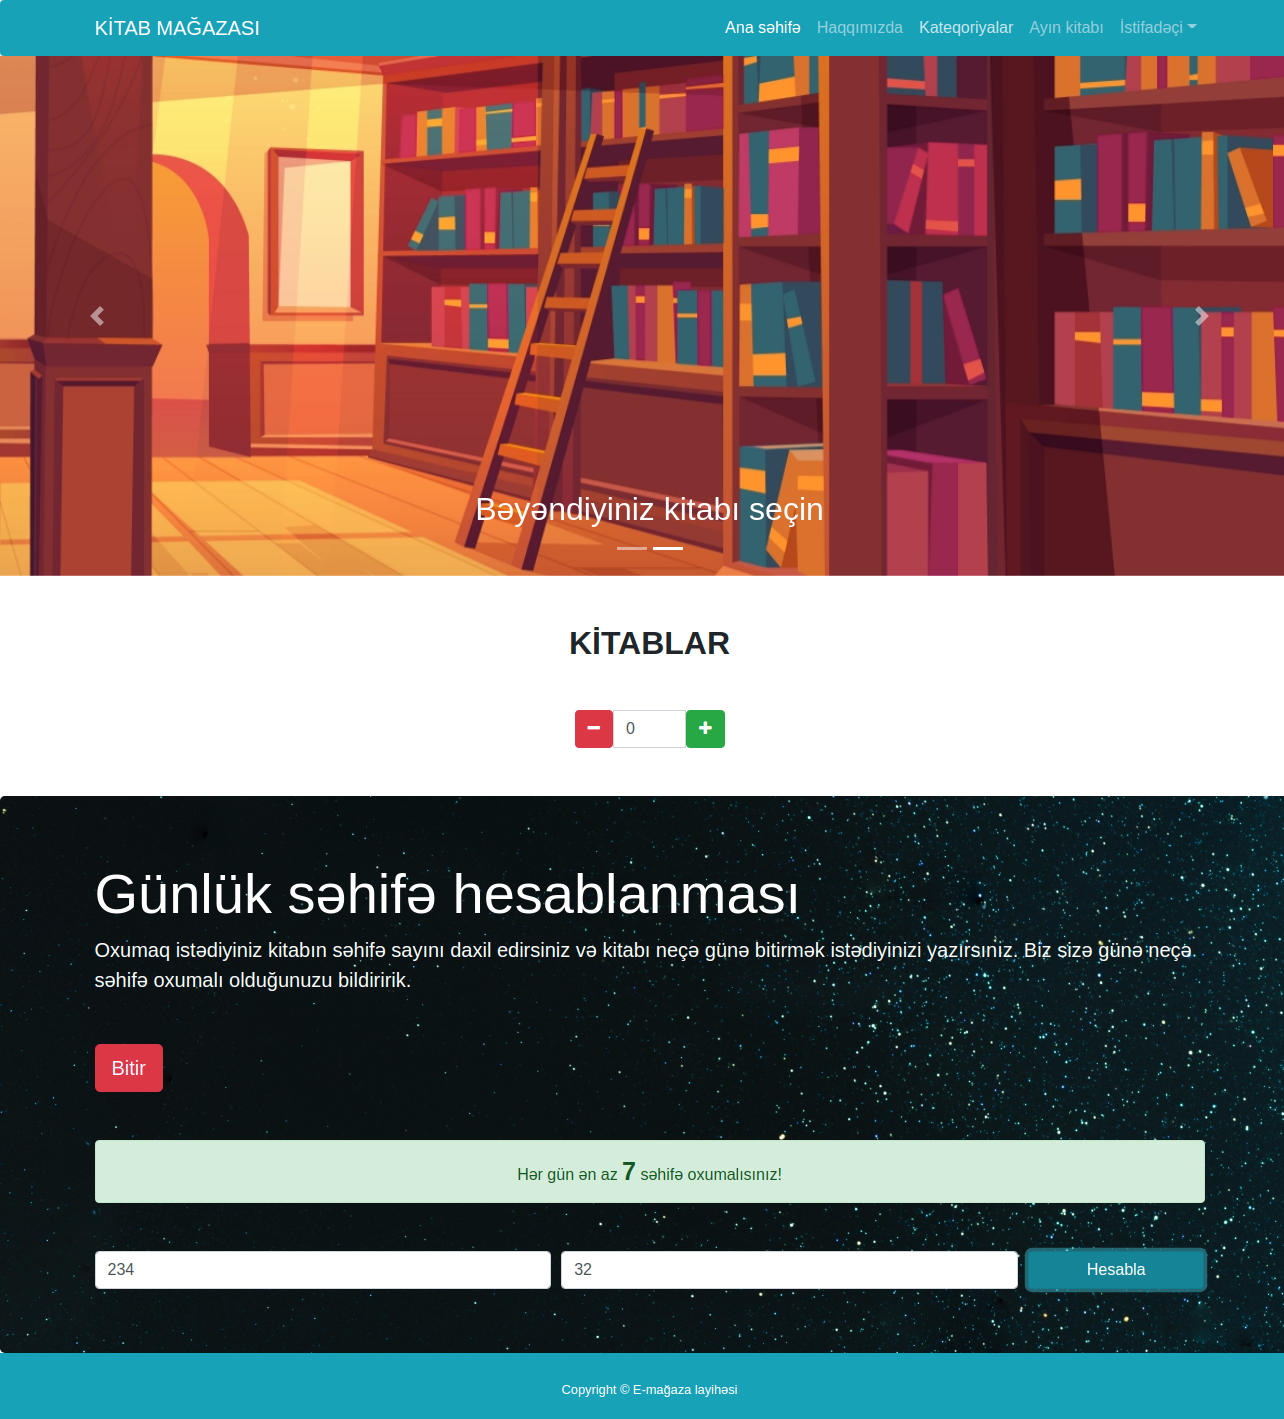 KİTAB MAĞAZASI
Ana səhifə Haqqımızda Kateqoriyalar Ayın kitabı İstifadəçi
Bəyəndiyiniz kitabı seçin
KİTABLAR
0
Günlük səhifə hesablanması
Oxumaq istədiyiniz kitabın səhifə sayını daxil edirsiniz və kitabı neçə günə bitirmək istədiyinizi yazırsınız. Biz sizə günə neçə
səhifə oxumalı olduğunuzu bildiririk.
Bitir
Hər gün ən az 7 səhifə oxumalısınız!
234 32 Hesabla
Copyright © E-mağaza layihəsi